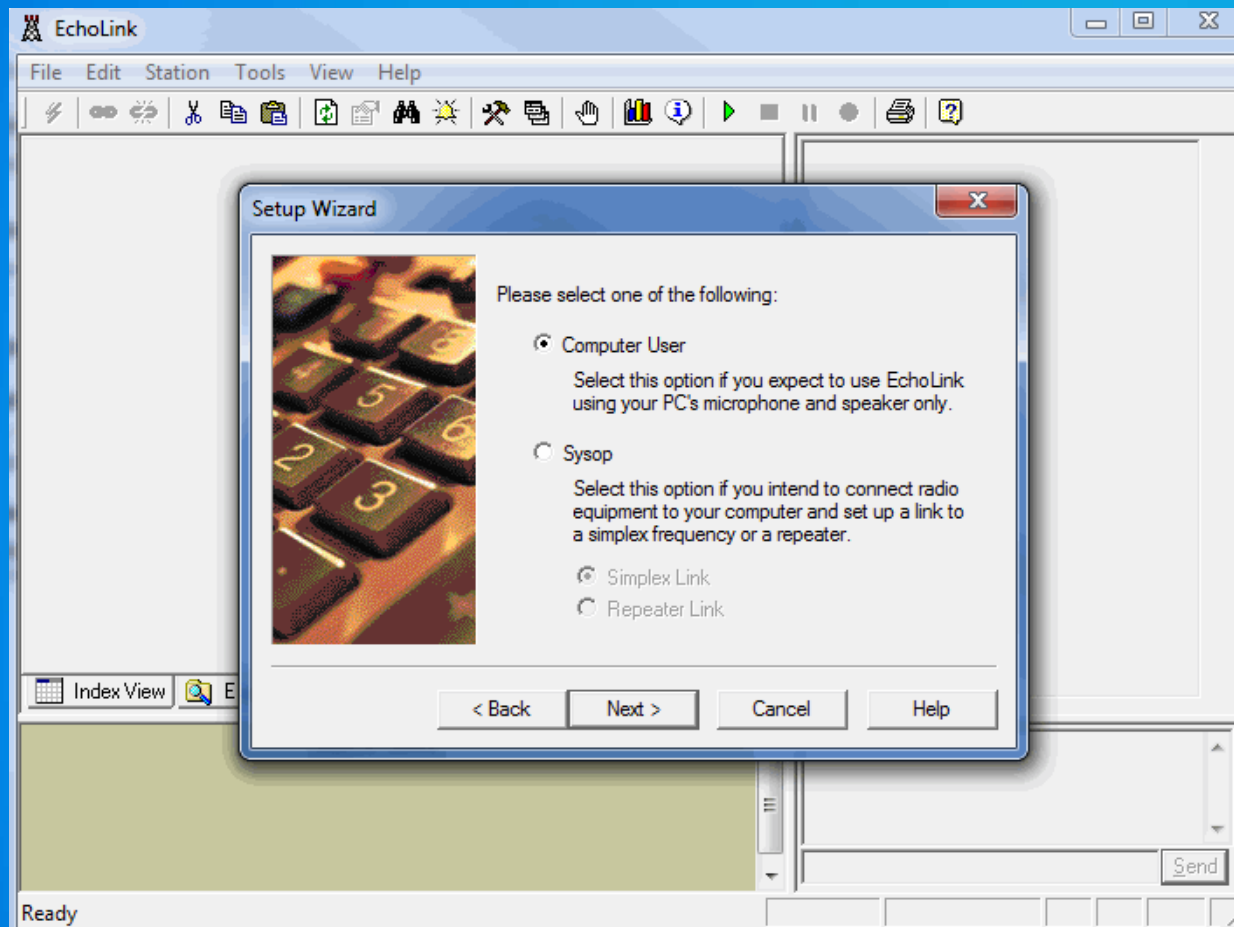 EchoLink
File Edit Station Tools View Help
Setup Wizard
Please select one of the following:
Computer User
Select this option if you expect to use EchoLink
using your PC's microphone and speaker only.
Sysop
Select this option if you intend to connect radio
equipment to your computer and set up a link to
a simplex frequency or a repeater.
Simplex Link
Repeater Link
< Back Next > Cancel Help
Index View E
Send
Ready